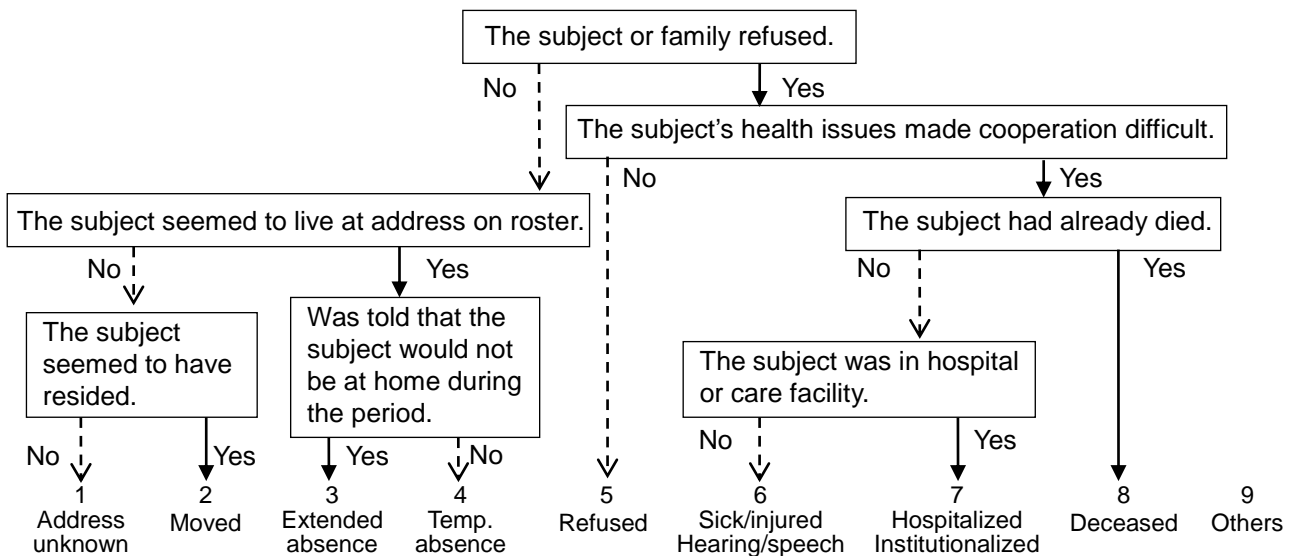 The subject or family refused.
No
Yes
The subject's health issues made cooperation difficult.
No
Yes
The subject seemed to live at address on roster.
The subject had already died.
No
Yes
No
Yes
The subject
seemed to have
resided.
Was told that the
subject would not
be at home during
the period.
The subject was in hospital
or care facility.
No
Yes
Yes
No
No
Yes
1
Address
unknown
2
Moved
3
Extended
absence
4
Temp.
absence
5
Refused
6
Sick/injured
Hearing/speech
7
Hospitalized
Institutionalized
8
Deceased
9
Others